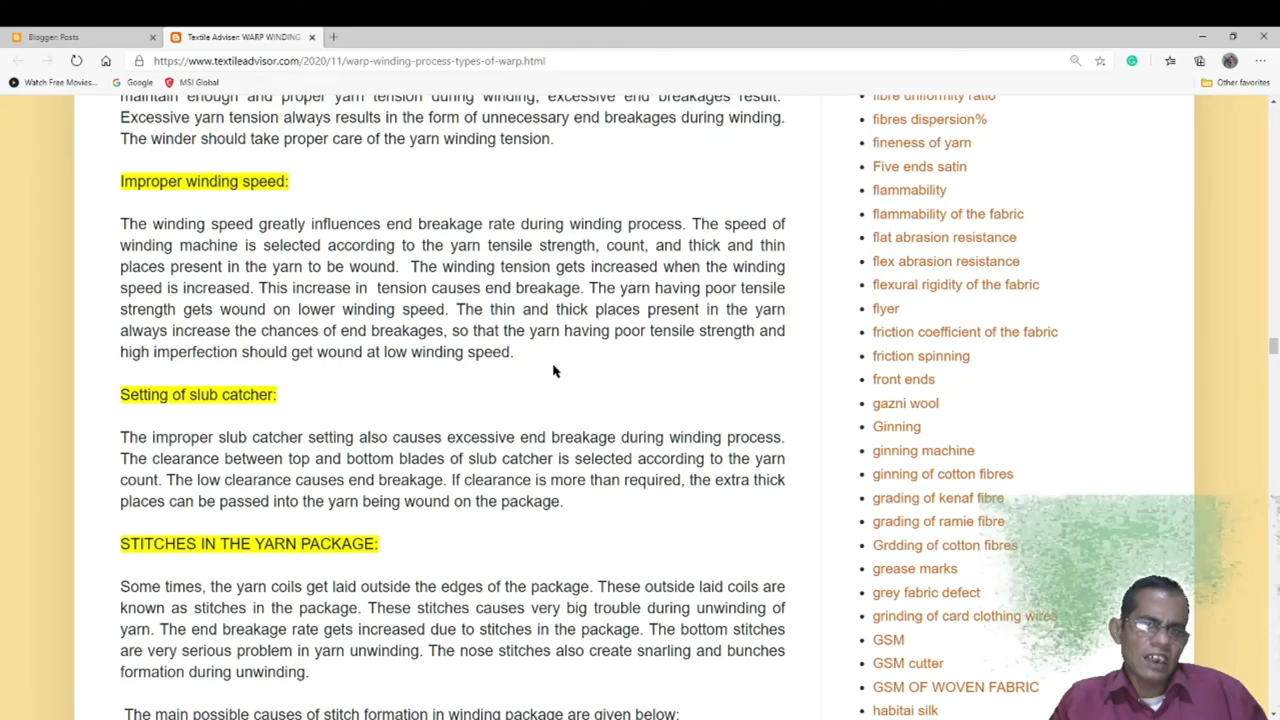 Blogger: Posts
Textile Adviser: WARP WINDING
https://www.textileadvisor.com/2020/11/warp-winding-process-types-of-warp.html
Watch Free Movies...
Google
MSI Global
Other favorites
maintain enough and proper yarn tension during winding, excessive end breakages result.
Excessive yarn tension always results in the form of unnecessary end breakages during winding.
The winder should take proper care of the yarn winding tension.
Improper winding speed:
The winding speed greatly influences end breakage rate during winding process. The speed of
winding machine is selected according to the yarn tensile strength, count, and thick and thin
places present in the yarn to be wound. The winding tension gets increased when the winding
speed is increased. This increase in tension causes end breakage. The yarn having poor tensile
strength gets wound on lower winding speed. The thin and thick places present in the yarn
always increase the chances of end breakages, so that the yarn having poor tensile strength and
high imperfection should get wound at low winding speed.
Setting of slub catcher:
The improper slub catcher setting also causes excessive end breakage during winding process.
The clearance between top and bottom blades of slub catcher is selected according to the yarn
count. The low clearance causes end breakage. If clearance is more than required, the extra thick
places can be passed into the yarn being wound on the package.
STITCHES IN THE YARN PACKAGE:
Some times, the yarn coils get laid outside the edges of the package. These outside laid coils are
known as stitches in the package. These stitches causes very big trouble during unwinding of
yarn. The end breakage rate gets increased due to stitches in the package. The bottom stitches
are very serious problem in yarn unwinding. The nose stitches also create snarling and bunches
formation during unwinding.
The main possible causes of stitch formation in winding package are given below:
fibre uniformity ratio
fibres dispersion%
fineness of yarn
Five ends satin
flammability
flammability of the fabric
flat abrasion resistance
flex abrasion resistance
flexural rigidity of the fabric
flyer
friction coefficient of the fabric
friction spinning
front ends
gazni wool
Ginning
ginning machine
ginning of cotton fibres
grading of kenaf fibre
grading of ramie fibre
Grdding of cotton fibres
grease marks
grey fabric defect
grinding of card clothing wires
GSM
GSM cutter
GSM OF WOVEN FABRIC
habitai silk